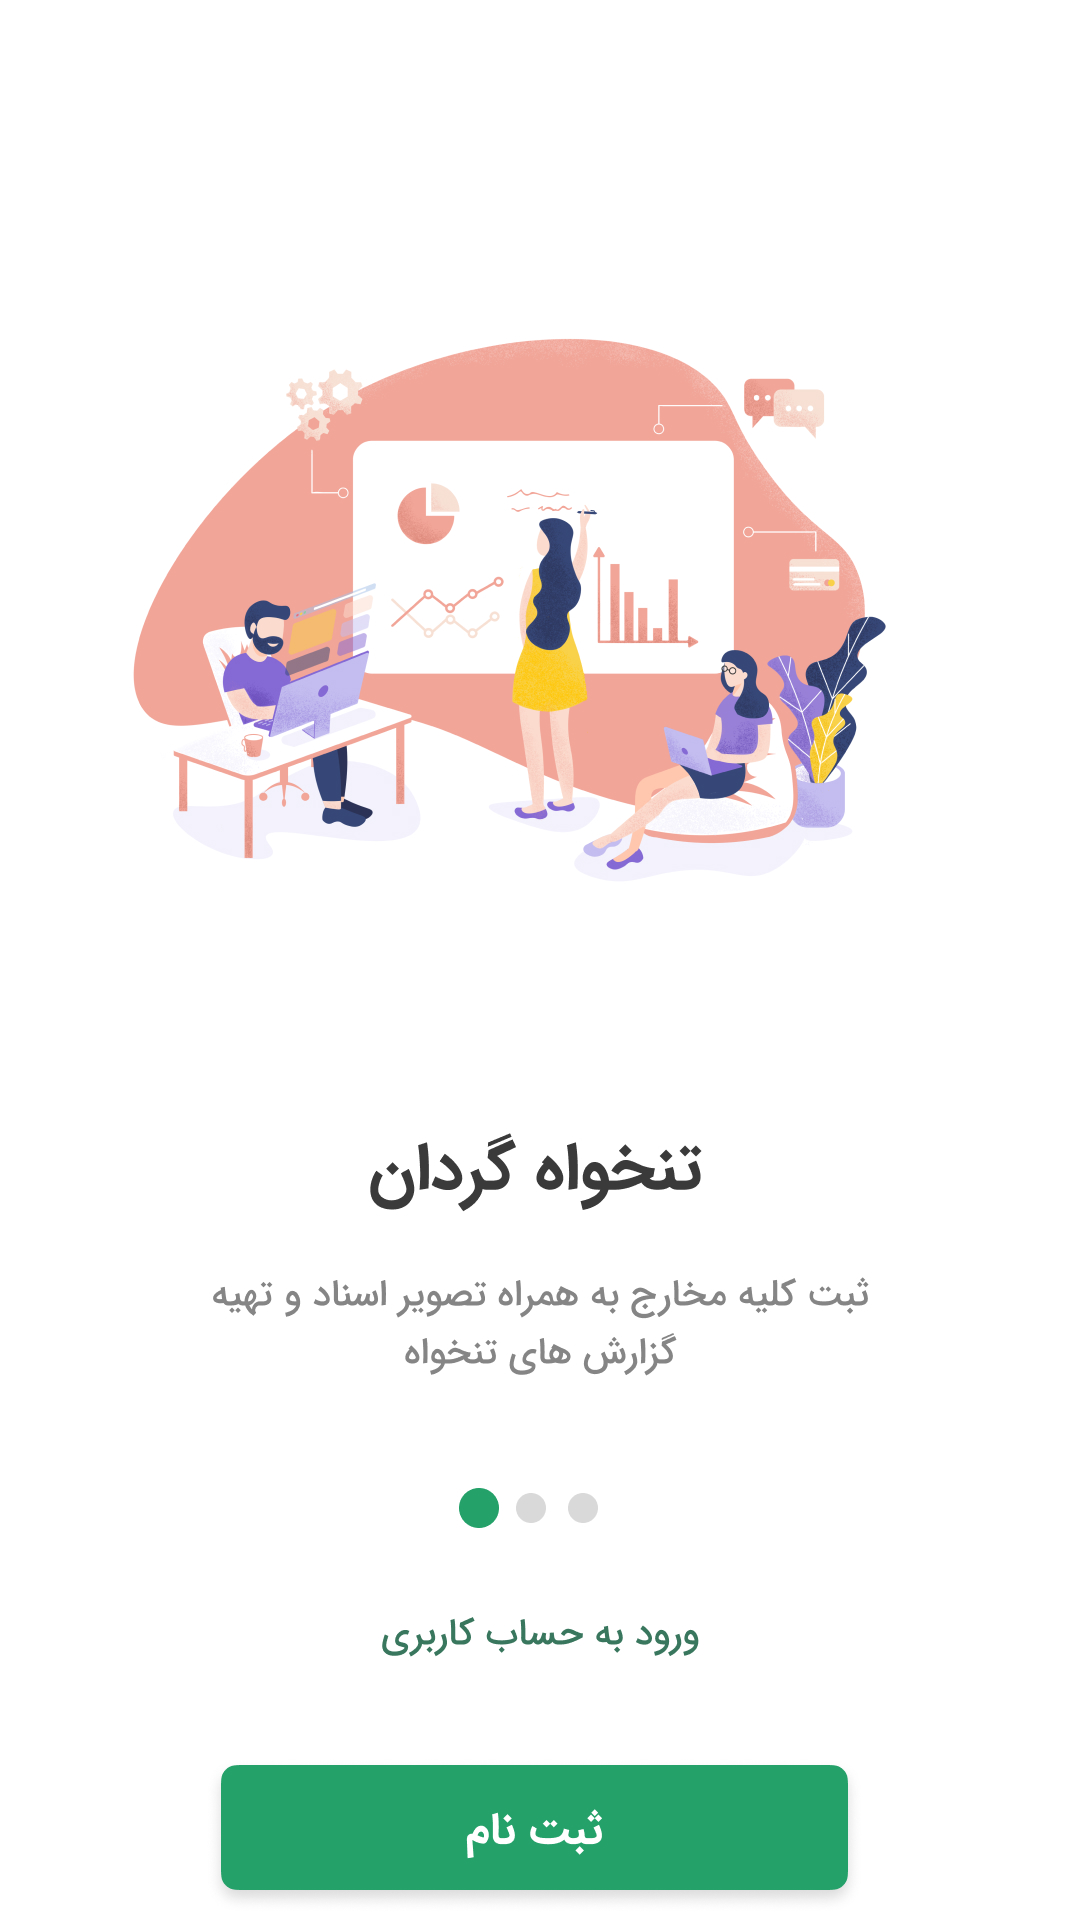 تنخواه گردان
ثبت کلیه مخارج به همراه تصویر اسناد و تهیه
گزارش های تنخواه
ورود به حساب کاربری
ثبت نام